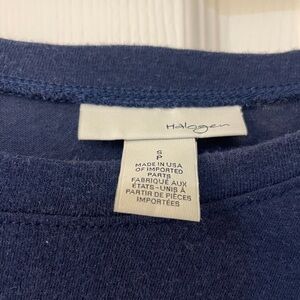 Halogen
S
P
MADE IN USA
OF IMPORTED
PARTS
FABRIQUÉ AUX
ÉTATS-UNIS À
PARTIR DE PIÈCES
IMPORTÉES